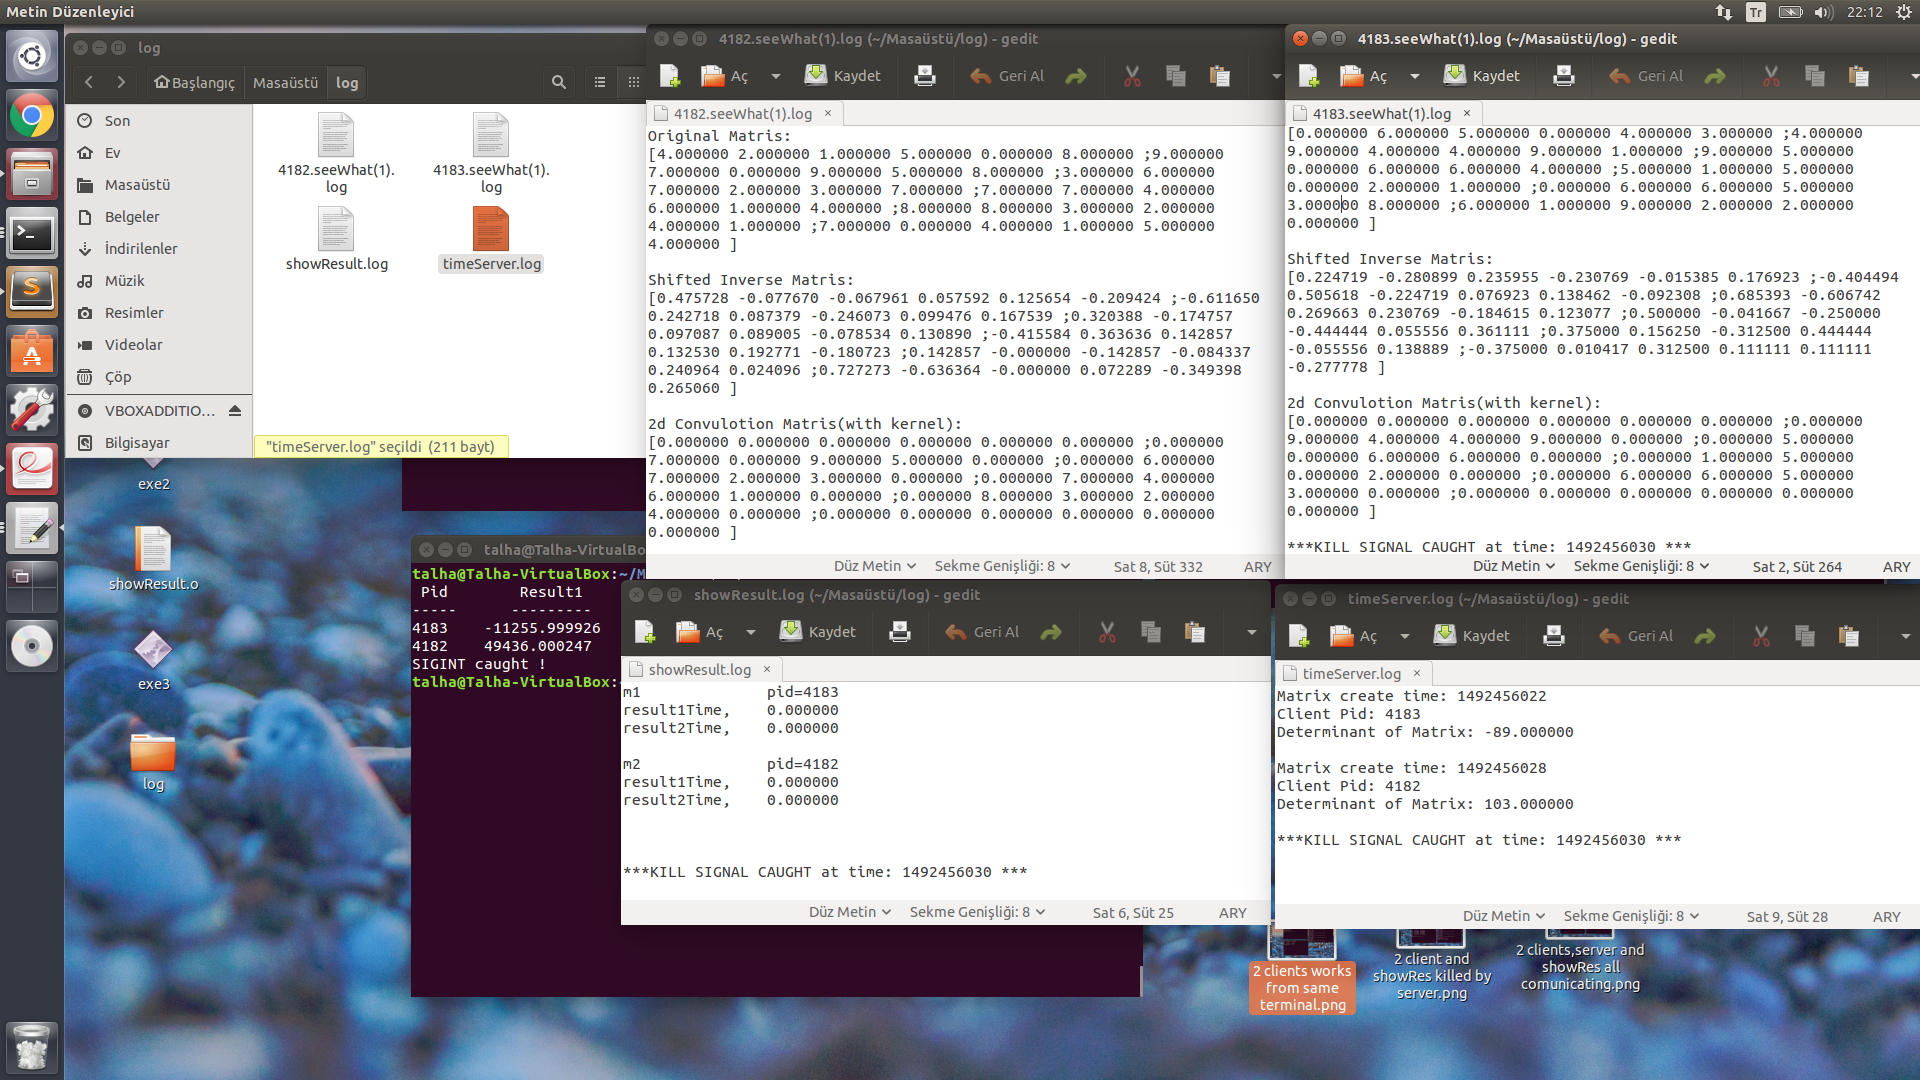 Metin Düzenleyici
Tr
22:12
log
Başlangıç
Masaüstü
log
Son
Ev
Masaüstü
Belgeler
İndirilenler
Müzik
Resimler
Videolar
Çöp
VBOXADDITIO...
Bilgisayar
4182.seeWhat(1).
log
4183.seeWhat(1).
log
showResult.log
timeServer.log
"timeServer.log" seçildi (211 bayt)
4182.seeWhat(1).log (~/Masaüstü/log) - gedit
Aç
Kaydet
Geri Al
4182.seeWhat(1).log ×
Original Matris:
[4.000000 2.000000 1.000000 5.000000 0.000000 8.000000 ;9.000000
7.000000 0.000000 9.000000 5.000000 8.000000 ;3.000000 6.000000
7.000000 2.000000 3.000000 7.000000 ;7.000000 7.000000 4.000000
6.000000 1.000000 4.000000 ;8.000000 8.000000 3.000000 2.000000
4.000000 1.000000 ;7.000000 0.000000 4.000000 1.000000 5.000000
4.000000 ]
Shifted Inverse Matris:
[0.475728 -0.077670 -0.067961 0.057592 0.125654 -0.209424 ;-0.611650
0.242718 0.087379 -0.246073 0.099476 0.167539 ;0.320388 -0.174757
0.097087 0.089005 -0.078534 0.130890 ;-0.415584 0.363636 0.142857
0.132530 0.192771 -0.180723 ;0.142857 -0.000000 -0.142857 -0.084337
0.240964 0.024096 ;0.727273 -0.636364 -0.000000 0.072289 -0.349398
0.265060 ]
2d Convulotion Matris(with kernel):
[0.000000 0.000000 0.000000 0.000000 0.000000 0.000000 ;0.000000
7.000000 0.000000 9.000000 5.000000 0.000000 ;0.000000 6.000000
7.000000 2.000000 3.000000 0.000000 ;0.000000 7.000000 4.000000
6.000000 1.000000 0.000000 ;0.000000 8.000000 3.000000 2.000000
4.000000 0.000000 ;0.000000 0.000000 0.000000 0.000000 0.000000
0.000000 ]
Düz Metin
Sekme Genişliği: 8
Sat 8, Süt 332
ARY
4183.seeWhat(1).log (~/Masaüstü/log) - gedit
Aç
Kaydet
Geri Al
4183.seeWhat(1).log ×
[0.000000 6.000000 5.000000 0.000000 4.000000 3.000000 ;4.000000
9.000000 4.000000 4.000000 9.000000 1.000000 ;9.000000 5.000000
0.000000 6.000000 6.000000 4.000000 ;5.000000 1.000000 5.000000
0.000000 2.000000 1.000000 ;0.000000 6.000000 6.000000 5.000000
3.000000 8.000000 ;6.000000 1.000000 9.000000 2.000000 2.000000
0.000000 ]
Shifted Inverse Matris:
[0.224719 -0.280899 0.235955 -0.230769 -0.015385 0.176923 ;-0.404494
0.505618 -0.224719 0.076923 0.138462 -0.092308 ;0.685393 -0.606742
0.269663 0.230769 -0.184615 0.123077 ;0.500000 -0.041667 -0.250000
-0.444444 0.055556 0.361111 ;0.375000 0.156250 -0.312500 0.444444
-0.055556 0.138889 ;-0.375000 0.010417 0.312500 0.111111 0.111111
-0.277778 ]
2d Convulotion Matris(with kernel):
[0.000000 0.000000 0.000000 0.000000 0.000000 0.000000 ;0.000000
9.000000 4.000000 4.000000 9.000000 0.000000 ;0.000000 5.000000
0.000000 6.000000 6.000000 0.000000 ;0.000000 1.000000 5.000000
0.000000 2.000000 0.000000 ;0.000000 6.000000 6.000000 5.000000
3.000000 0.000000 ;0.000000 0.000000 0.000000 0.000000 0.000000
0.000000 ]
***KILL SIGNAL CAUGHT at time: 1492456030 ***
Düz Metin
Sekme Genişliği: 8
Sat 2, Süt 264
ARY
exe2
showResult.o
exe3
log
talha@Talha-VirtualBo
talha@Talha-VirtualBox:~/M
Pid Result1
----- ---------
4183 -11255.999926
4182 49436.000247
SIGINT caught !
talha@Talha-VirtualBox:
showResult.log (~/Masaüstü/log) - gedit
Aç
Kaydet
Geri Al
showResult.log ×
m1 pid=4183
result1Time, 0.000000
result2Time, 0.000000
m2 pid=4182
result1Time, 0.000000
result2Time, 0.000000
***KILL SIGNAL CAUGHT at time: 1492456030 ***
Düz Metin
Sekme Genişliği: 8
Sat 6, Süt 25
ARY
timeServer.log (~/Masaüstü/log) - gedit
Aç
Kaydet
Geri Al
timeServer.log ×
Matrix create time: 1492456022
Client Pid: 4183
Determinant of Matrix: -89.000000
Matrix create time: 1492456028
Client Pid: 4182
Determinant of Matrix: 103.000000
***KILL SIGNAL CAUGHT at time: 1492456030 ***
Düz Metin
Sekme Genişliği: 8
Sat 9, Süt 28
ARY
2 clients works
from same
terminal.png
2 client and
showRes killed by
server.png
2 clients,server and
showRes all
comunicating.png